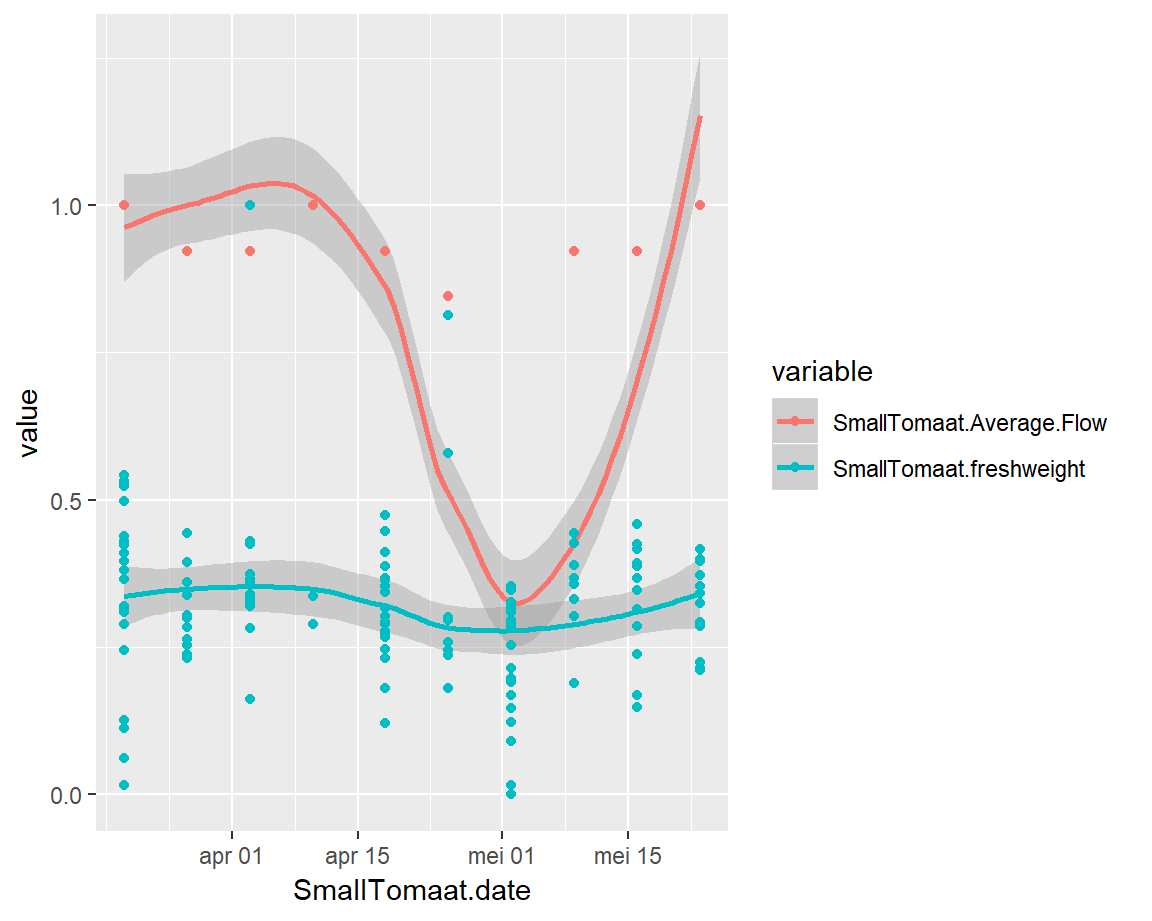 value
1.0
0.5
0.0
apr 01
apr 15
mei 01
mei 15
SmallTomaat.date
variable
SmallTomaat.Average.Flow
SmallTomaat.freshweight